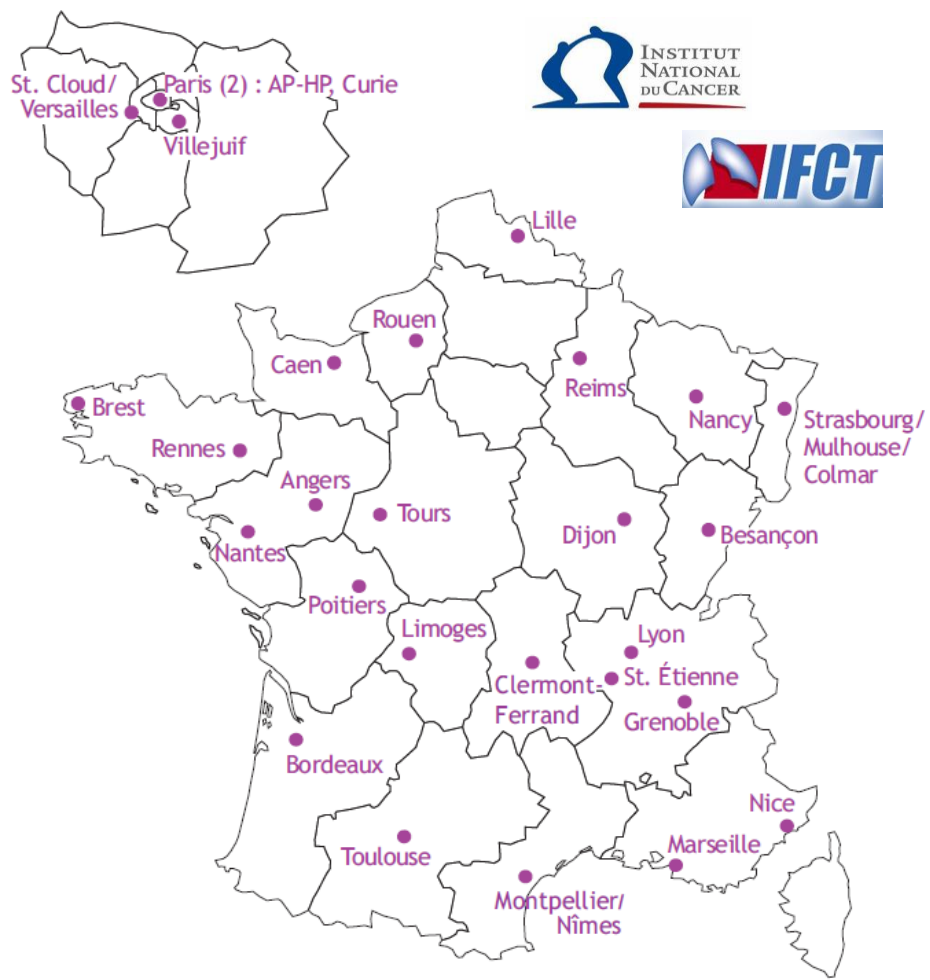 INSTITUT
NATIONAL
DU CANCER
St. Cloud/
Versailles
Paris (2) : AP-HP, Curie
Villejuif
IFCT
Lille
Rouen
Caen
Reims
Brest
Nancy
Strasbourg/
Mulhouse/
Colmar
Rennes
Angers
Tours
Nantes
Dijon
Besançon
Poitiers
Limoges
Lyon
St. Étienne
Clermont-
Ferrand
Grenoble
Bordeaux
Nice
Marseille
Toulouse
Montpellier/
Nîmes